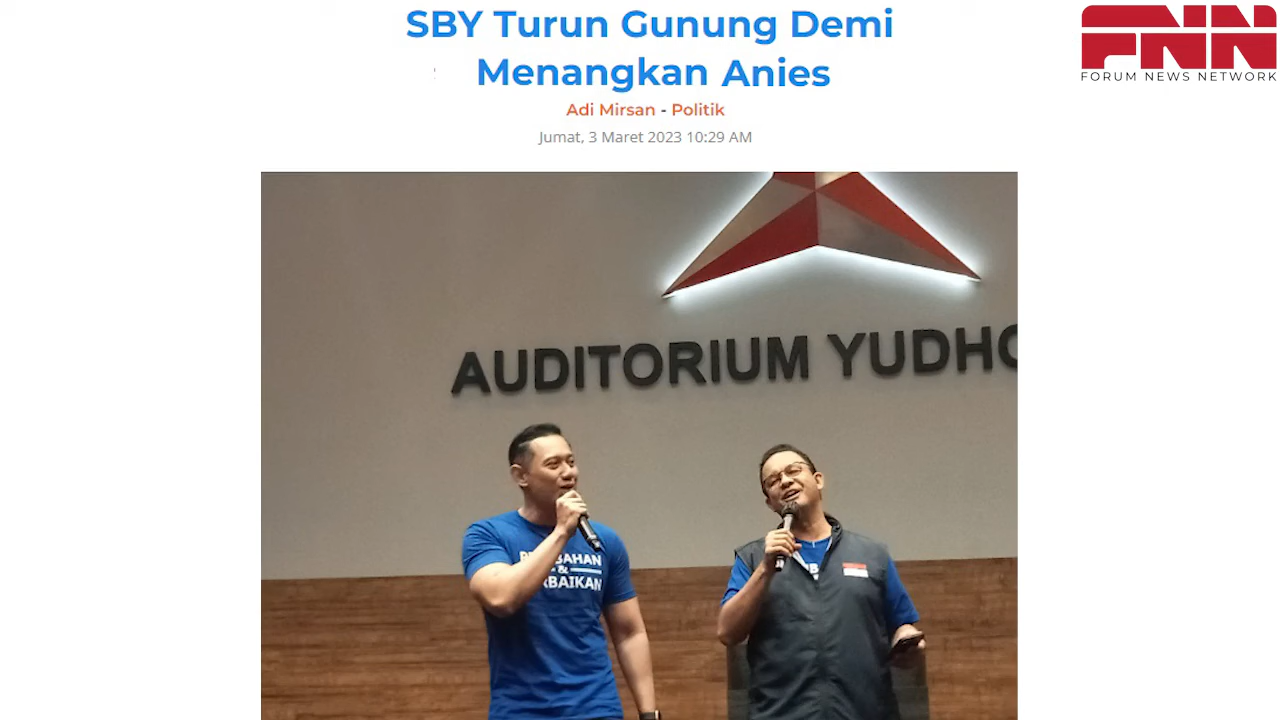 SBY Turun Gunung Demi
Menangkan Anies
Adi Mirsan - Politik
Jumat, 3 Maret 2023 10:29 AM
FNN
FORUM NEWS NETWORK
AUDITORIUM YUDHO
&